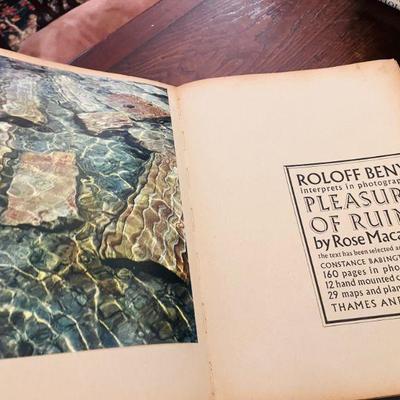 ROLOFF BENY
interprets in photograp
PLEASUR
OF RUIN
by Rose Maca
the text has been selected a
CONSTANCE BABING
160 pages in pho
12 hand mounted c
29 maps and plan
THAMES AN